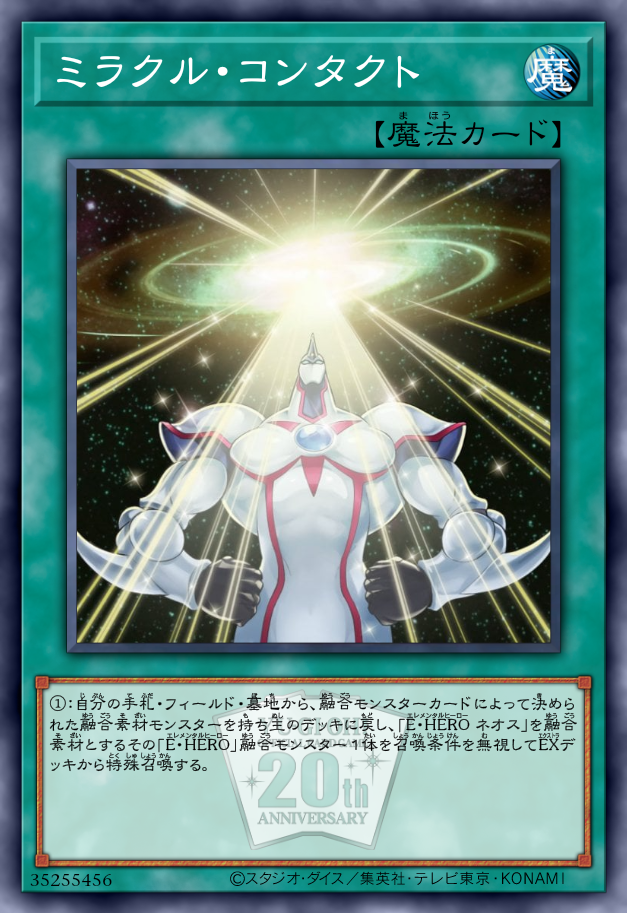 ミラクル・コンタクト
魔
【魔法カード】
①:自分の手札・フィールド・墓地から、融合モンスターカードによって決めら
れた融合素材モンスターを持ち主のデッキに戻し、「E・HERO ネオス」を融合
素材とするその「E・HERO」融合モンスター1体を召喚条件を無視してEXデ
ッキから特殊召喚する。
20th
ANNIVERSARY
35255456 ©スタジオ・ダイス/集英社・テレビ東京・KONAMI